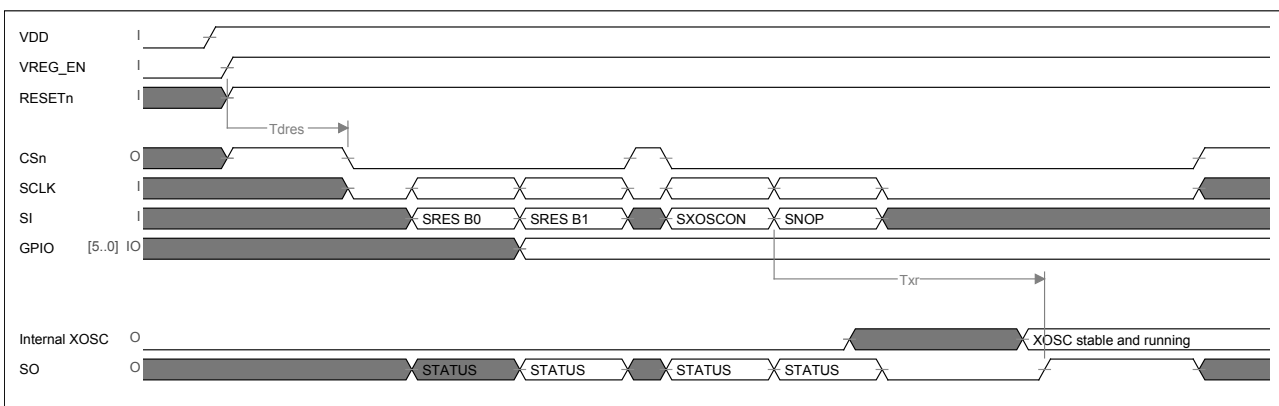 VDD I
VREG_EN I
RESETn I
Tdres
CSn O
SCLK I
SI I SRES B0 SRES B1 SXOSCON SNOP
GPIO [5..0] IO
Txr
Internal XOSC O XOSC stable and running
SO O STATUS STATUS STATUS STATUS